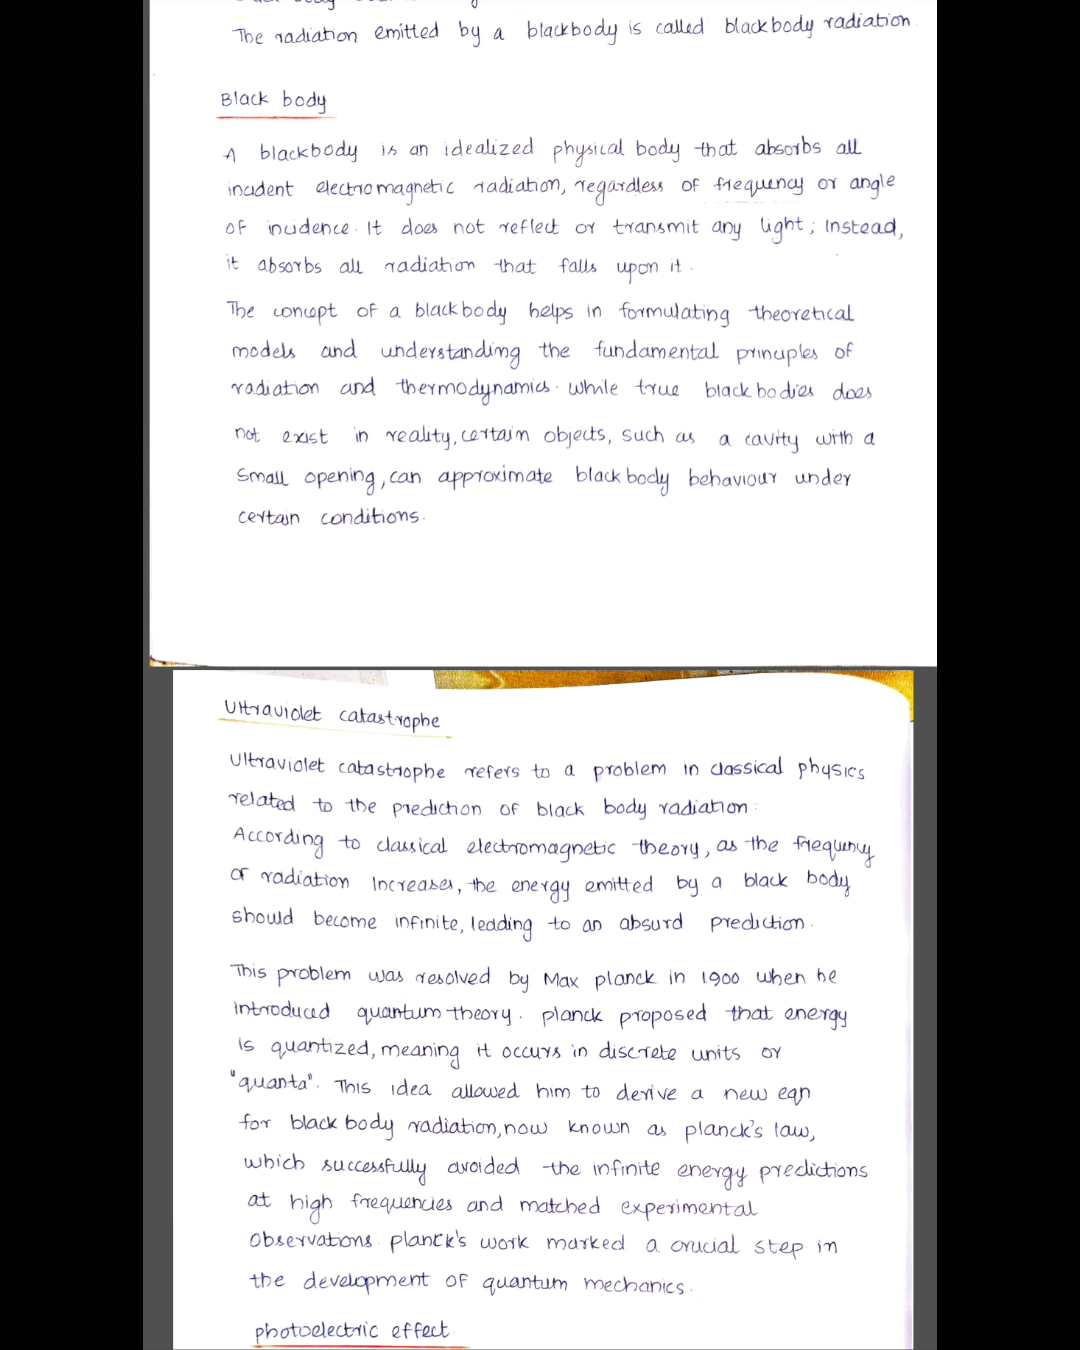 The radiation emitted by a blackbody is called blackbody radiation.
Black body
A blackbody is an idealized physical body that absorbs all
incident electromagnetic radiation, regardless of frequency or angle
of incidence. It does not reflect or transmit any light; Instead,
it absorbs all radiation that falls upon it.
The concept of a blackbody helps in formulating theoretical
models and understanding the fundamental principles of
radiation and thermodynamics. While true blackbodies does
not exist in reality, certain objects, such as a cavity with a
small opening, can approximate blackbody behaviour under
certain conditions.
Ultraviolet catastrophe
Ultraviolet catastrophe refers to a problem in classical physics
related to the prediction of black body radiation.
According to classical electromagnetic theory, as the frequency
of radiation increases, the energy emitted by a black body
should become infinite, leading to an absurd prediction.
This problem was resolved by Max planck in 1900 when he
introduced quantum theory. planck proposed that energy
is quantized, meaning it occurs in discrete units or
"quanta". This idea allowed him to derive a new eqn
for black body radiation, now known as planck's law,
which successfully avoided the infinite energy predictions
at high frequencies and matched experimental
observations. planck's work marked a crucial step in
the development of quantum mechanics.
photoelectric effect